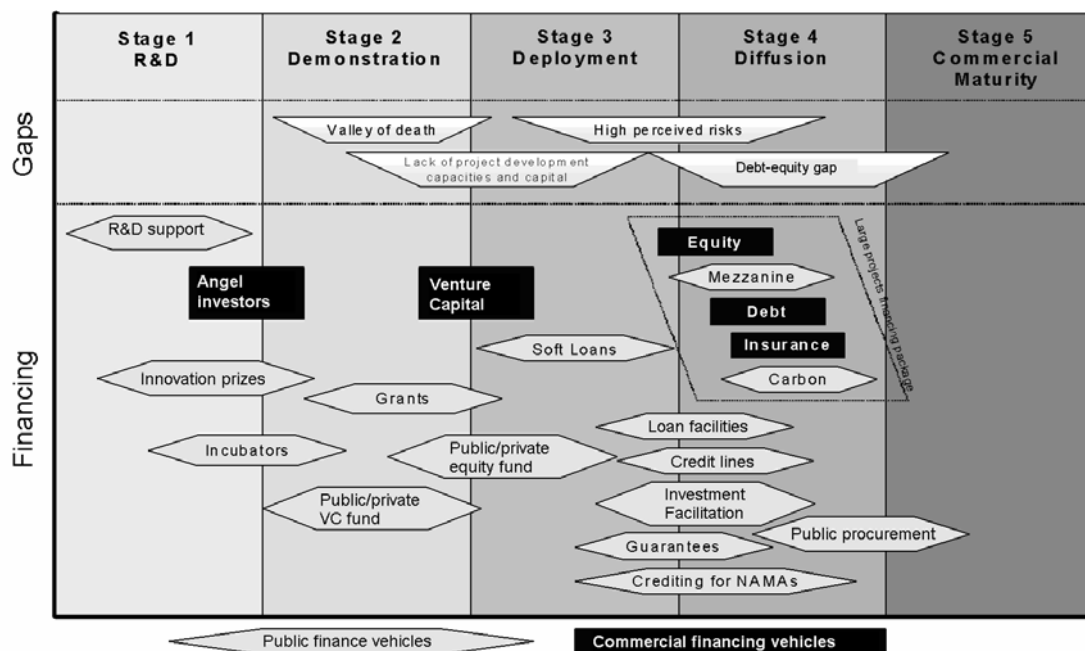 Stage 1
R&D
Stage 2
Demonstration
Stage 3
Deployment
Stage 4
Diffusion
Stage 5
Commercial
Maturity
Gaps
Valley of death
High perceived risks
Lack of project development
capacities and capital
Debt-equity gap
Financing
R&D support
Equity
Large projects financing package
Mezzanine
Angel
investors
Venture
Capital
Debt
Insurance
Soft Loans
Innovation prizes
Carbon
Grants
Loan facilities
Incubators
Public/private
equity fund
Credit lines
Public/private
VC fund
Investment
Facilitation
Public procurement
Guarantees
Crediting for NAMAs
Public finance vehicles
Commercial financing vehicles